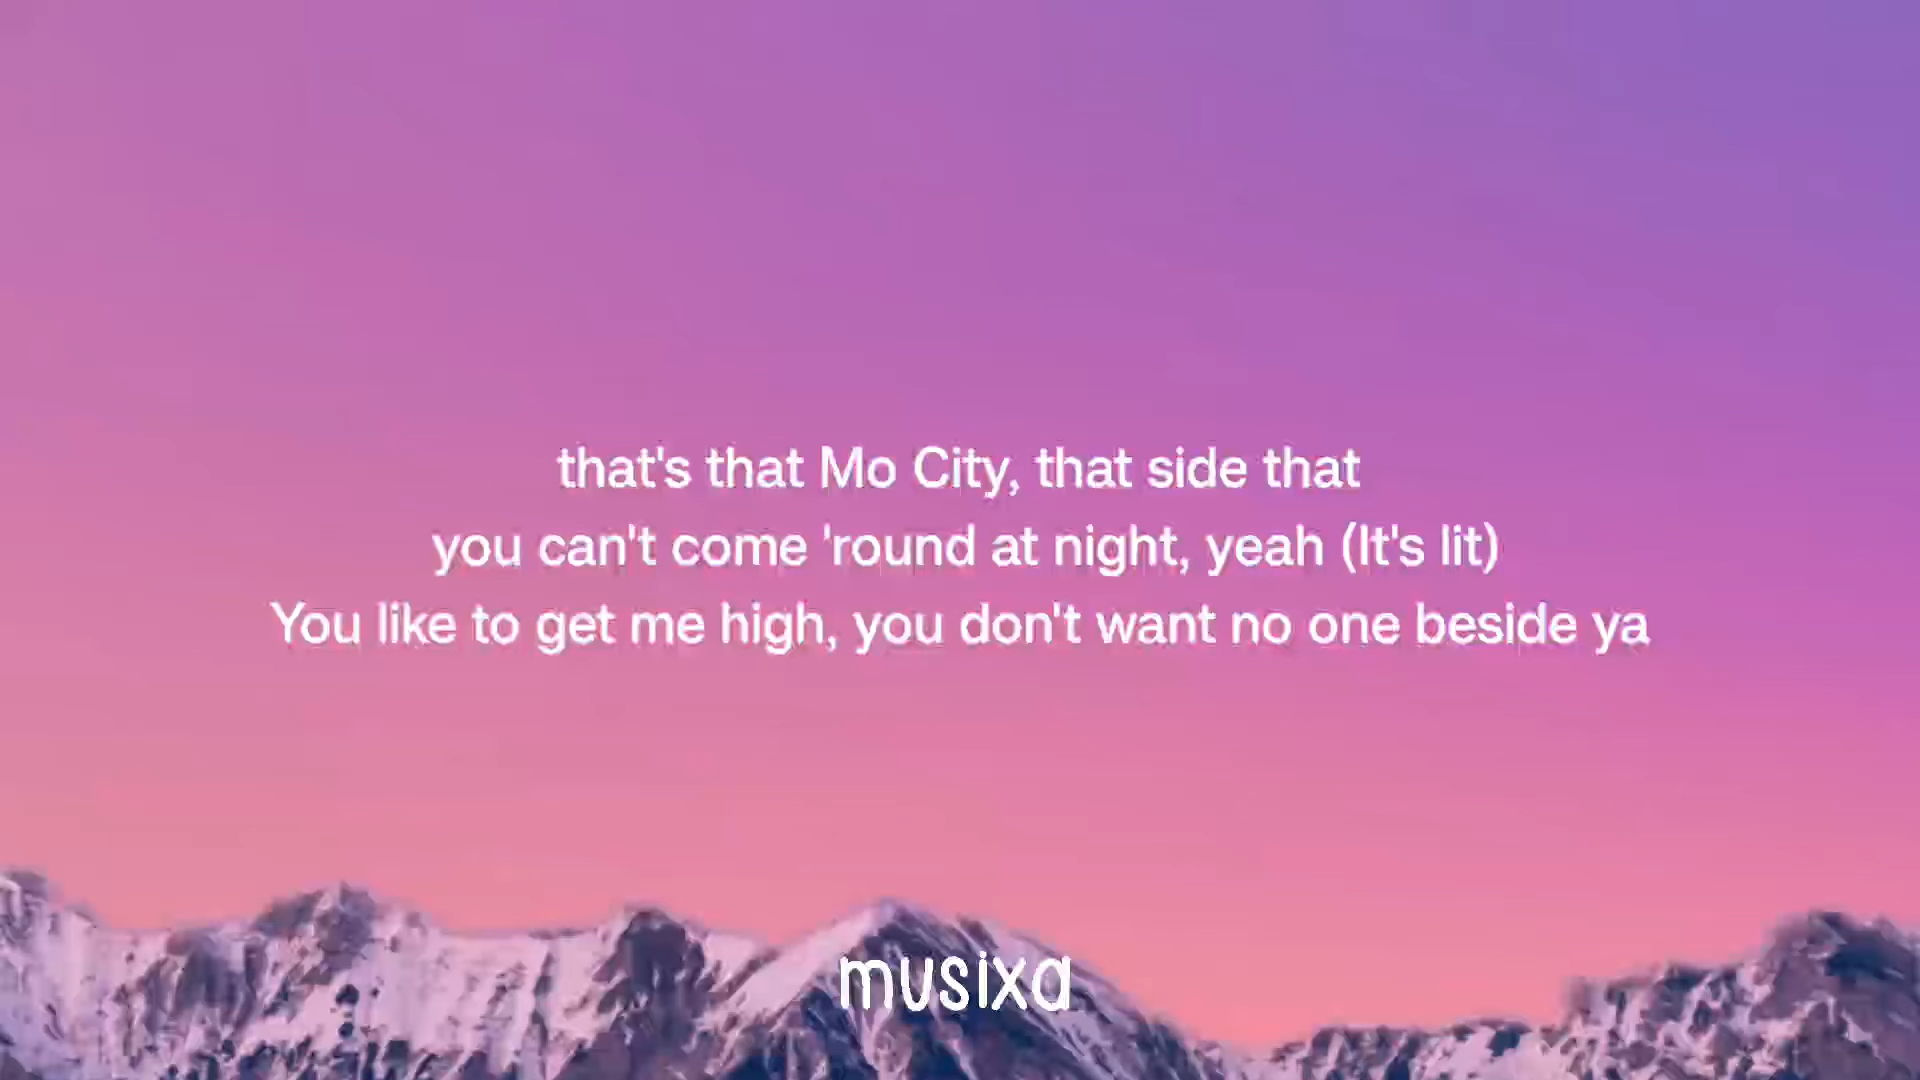 that's that Mo City, that side that
you can't come 'round at night, yeah (It's lit)
You like to get me high, you don't want no one beside ya
musixa